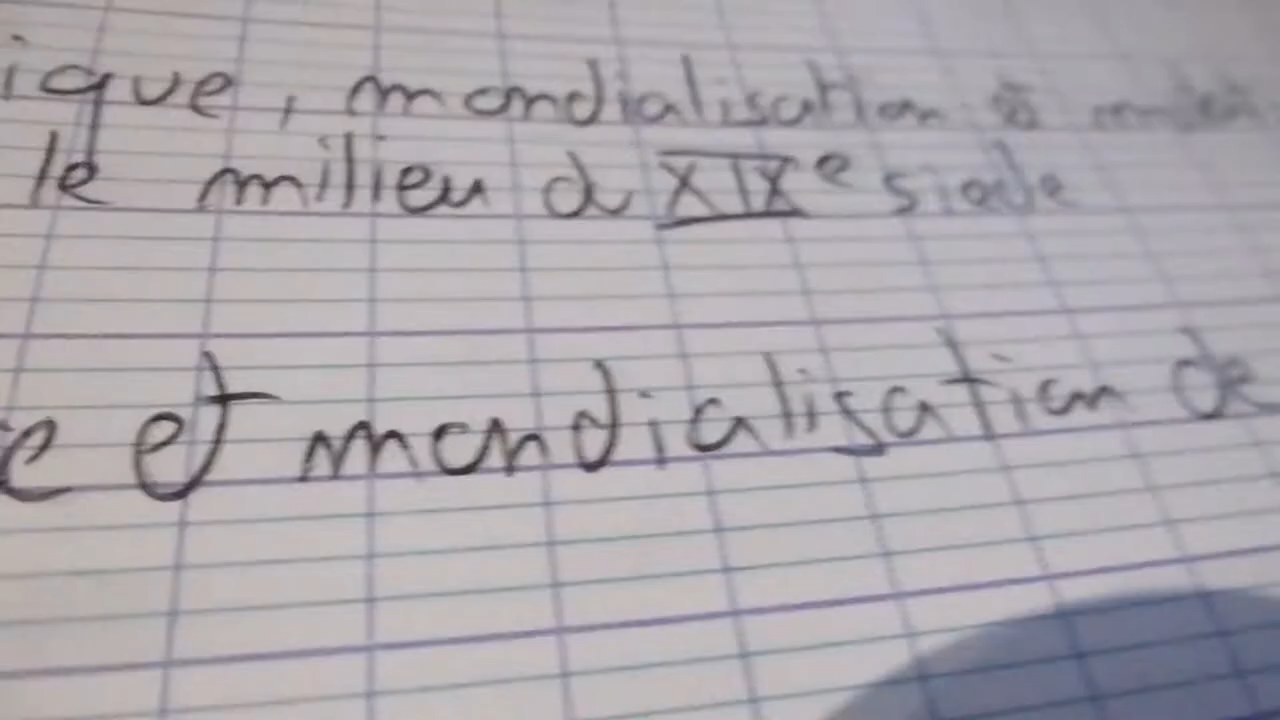 ique, mondialisation
le milieu du XIXe siècle
e et mondialisation de